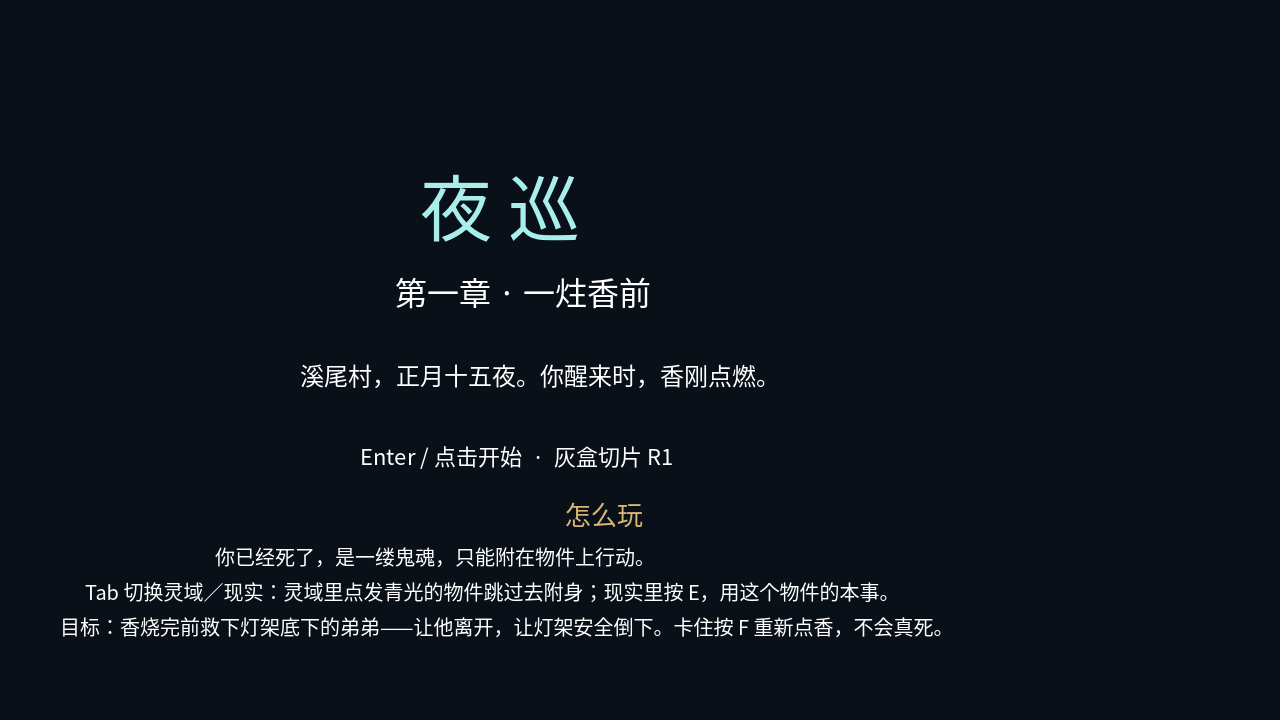 夜 巡
第一章 · 一炷香前
溪尾村，正月十五夜。你醒来时，香刚点燃。
Enter / 点击开始 · 灰盒切片 R1
怎么玩
你已经死了，是一缕鬼魂，只能附在物件上行动。
Tab 切换灵域／现实：灵域里点发青光的物件跳过去附身；现实里按 E，用这个物件的本事。
目标：香烧完前救下灯架底下的弟弟——让他离开，让灯架安全倒下。卡住按 F 重新点香，不会真死。